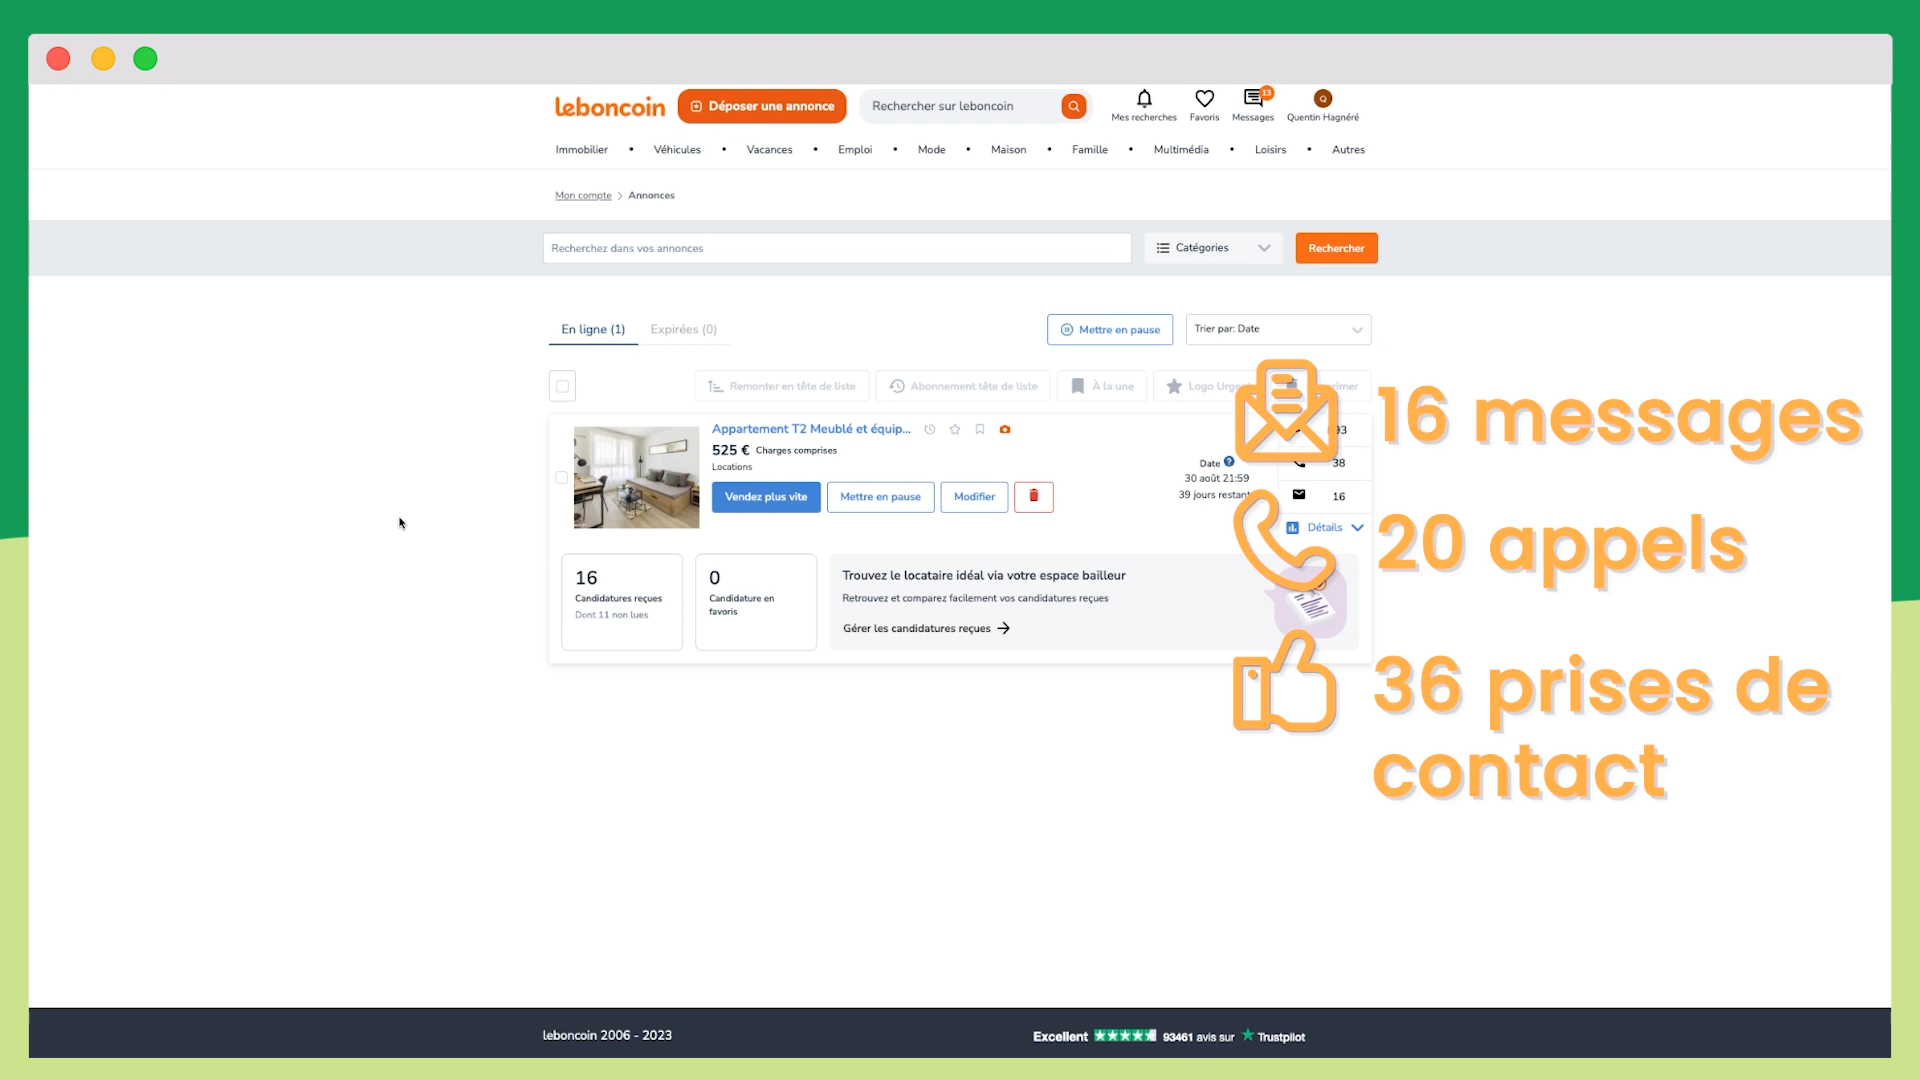 leboncoin
Déposer une annonce
Rechercher sur leboncoin
Mes recherches
Favoris
13
Messages
Q
Quentin Hagnéré
Immobilier • Véhicules • Vacances • Emploi • Mode • Maison • Famille • Multimédia • Loisirs • Autres
Mon compte > Annonces
Recherchez dans vos annonces
Catégories
Rechercher
En ligne (1)
Expirées (0)
Mettre en pause
Trier par: Date
Remonter en tête de liste
Abonnement tête de liste
À la une
Logo
Appartement T2 Meublé et équip...
525 € Charges comprises
Locations
Vendez plus vite
Mettre en pause
Modifier
Date
30 août 21:59
39 jours restant
93
38
16
Détails
16
Candidatures reçues
Dont 11 non lues
0
Candidature en
favoris
Trouvez le locataire idéal via votre espace bailleur
Retrouvez et comparez facilement vos candidatures reçues
Gérer les candidatures reçues
16 messages
20 appels
36 prises de
contact
leboncoin 2006 - 2023
Excellent
93461 avis sur
Trustpilot